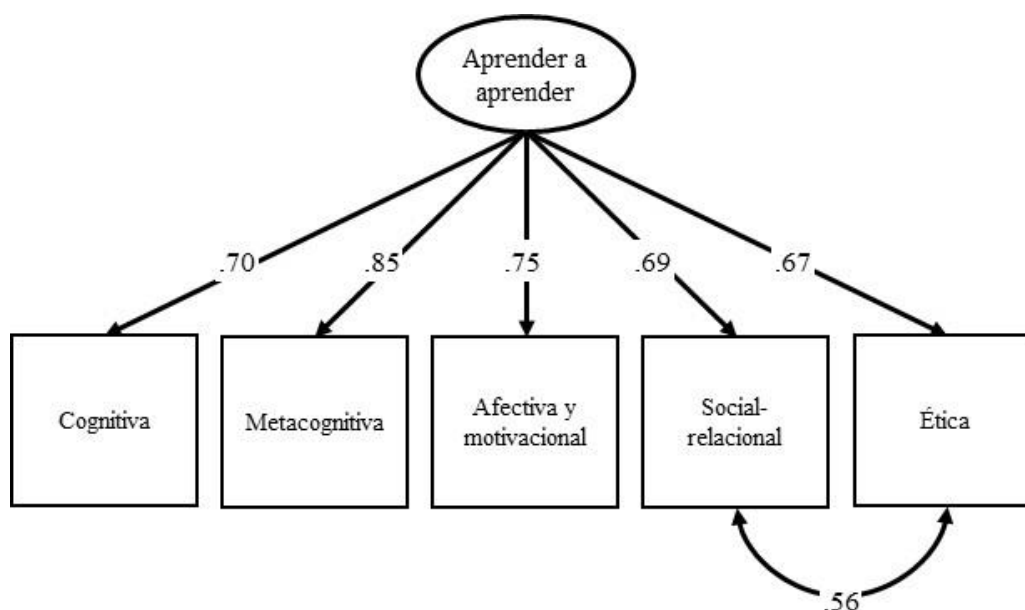 Aprender a
aprender
.70
.85
.75
.69
.67
Cognitiva
Metacognitiva
Afectiva y
motivacional
Social-
relacional
Ética
.56